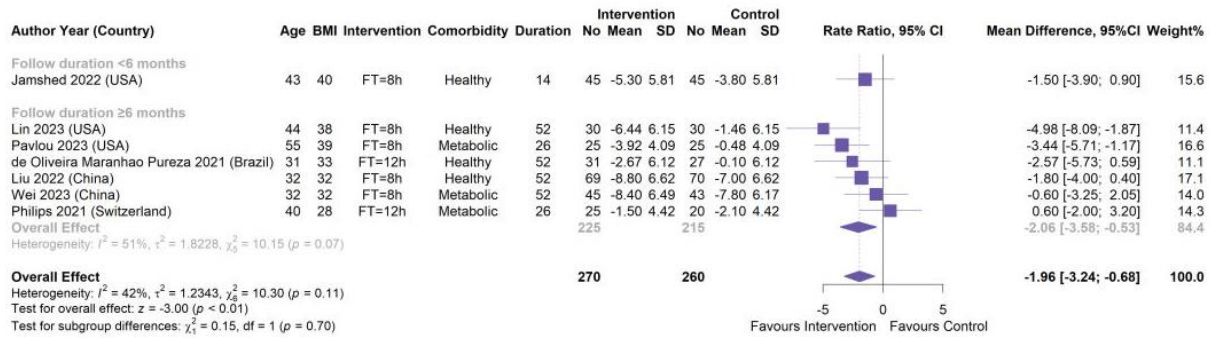 Intervention Control
Author Year (Country) Age BMI Intervention Comorbidity Duration No Mean SD No Mean SD Rate Ratio, 95% CI Mean Difference, 95%CI Weight%
Follow duration <6 months
Jamshed 2022 (USA) 43 40 FT=8h Healthy 14 45 -5.30 5.81 45 -3.80 5.81 -1.50 [-3.90; 0.90] 15.6
Follow duration ≥6 months
Lin 2023 (USA) 44 38 FT=8h Healthy 52 30 -6.44 6.15 30 -1.46 6.15 -4.98 [-8.09; -1.87] 11.4
Pavlou 2023 (USA) 55 39 FT=8h Metabolic 26 25 -3.92 4.09 25 -0.48 4.09 -3.44 [-5.71; -1.17] 16.6
de Oliveira Maranhao Pureza 2021 (Brazil) 31 33 FT=12h Healthy 52 31 -2.67 6.12 27 -0.10 6.12 -2.57 [-5.73; 0.59] 11.1
Liu 2022 (China) 32 32 FT=8h Healthy 52 69 -8.80 6.62 70 -7.00 6.62 -1.80 [-4.00; 0.40] 17.1
Wei 2023 (China) 32 32 FT=8h Metabolic 52 45 -8.40 6.49 43 -7.80 6.17 -0.60 [-3.25; 2.05] 14.0
Philips 2021 (Switzerland) 40 28 FT=12h Metabolic 26 25 -1.50 4.42 20 -2.10 4.42 0.60 [-2.00; 3.20] 14.3
Overall Effect 225 215 -2.06 [-3.58; -0.53] 84.4
Heterogeneity: I² = 51%, τ² = 1.8228, χ²₅ = 10.15 (p = 0.07)
Overall Effect 270 260 -1.96 [-3.24; -0.68] 100.0
Heterogeneity: I² = 42%, τ² = 1.2343, χ²₆ = 10.30 (p = 0.11)
Test for overall effect: z = -3.00 (p < 0.01)
Test for subgroup differences: χ²₁ = 0.15, df = 1 (p = 0.70)
-5 0 5
Favours Intervention Favours Control